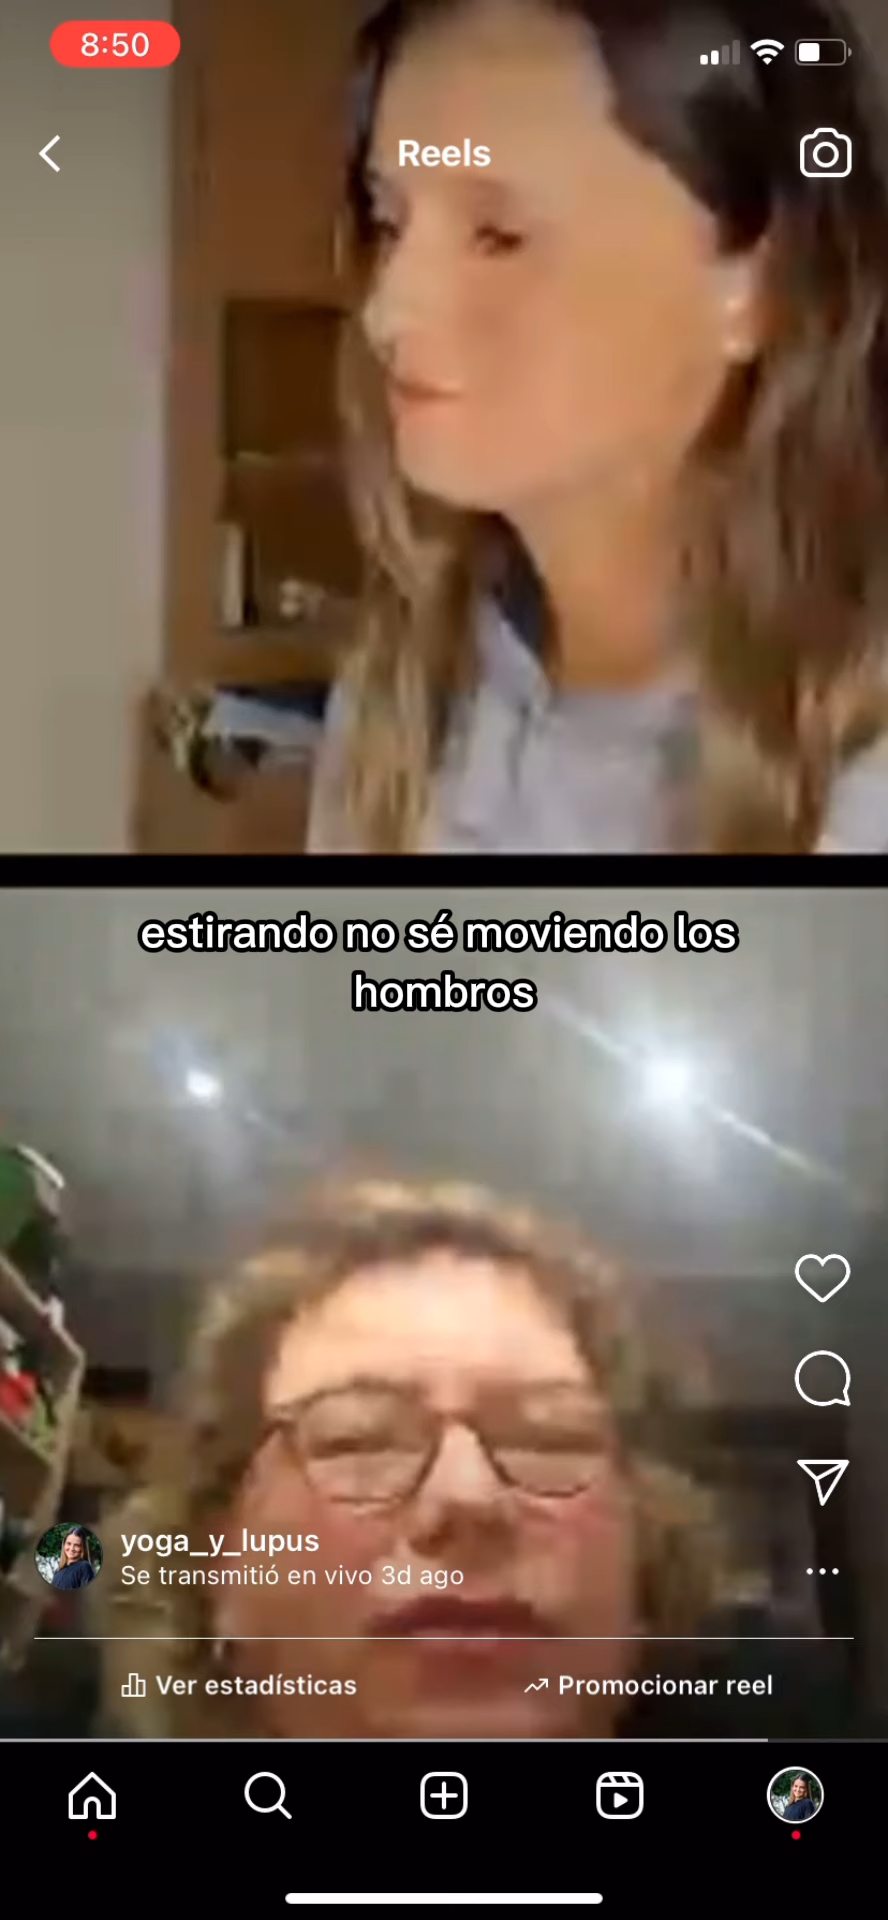 8:50
Reels
estirando no sé moviendo los
hombros
yoga_y_lupus
Se transmitió en vivo 3d ago
Ver estadísticas
Promocionar reel